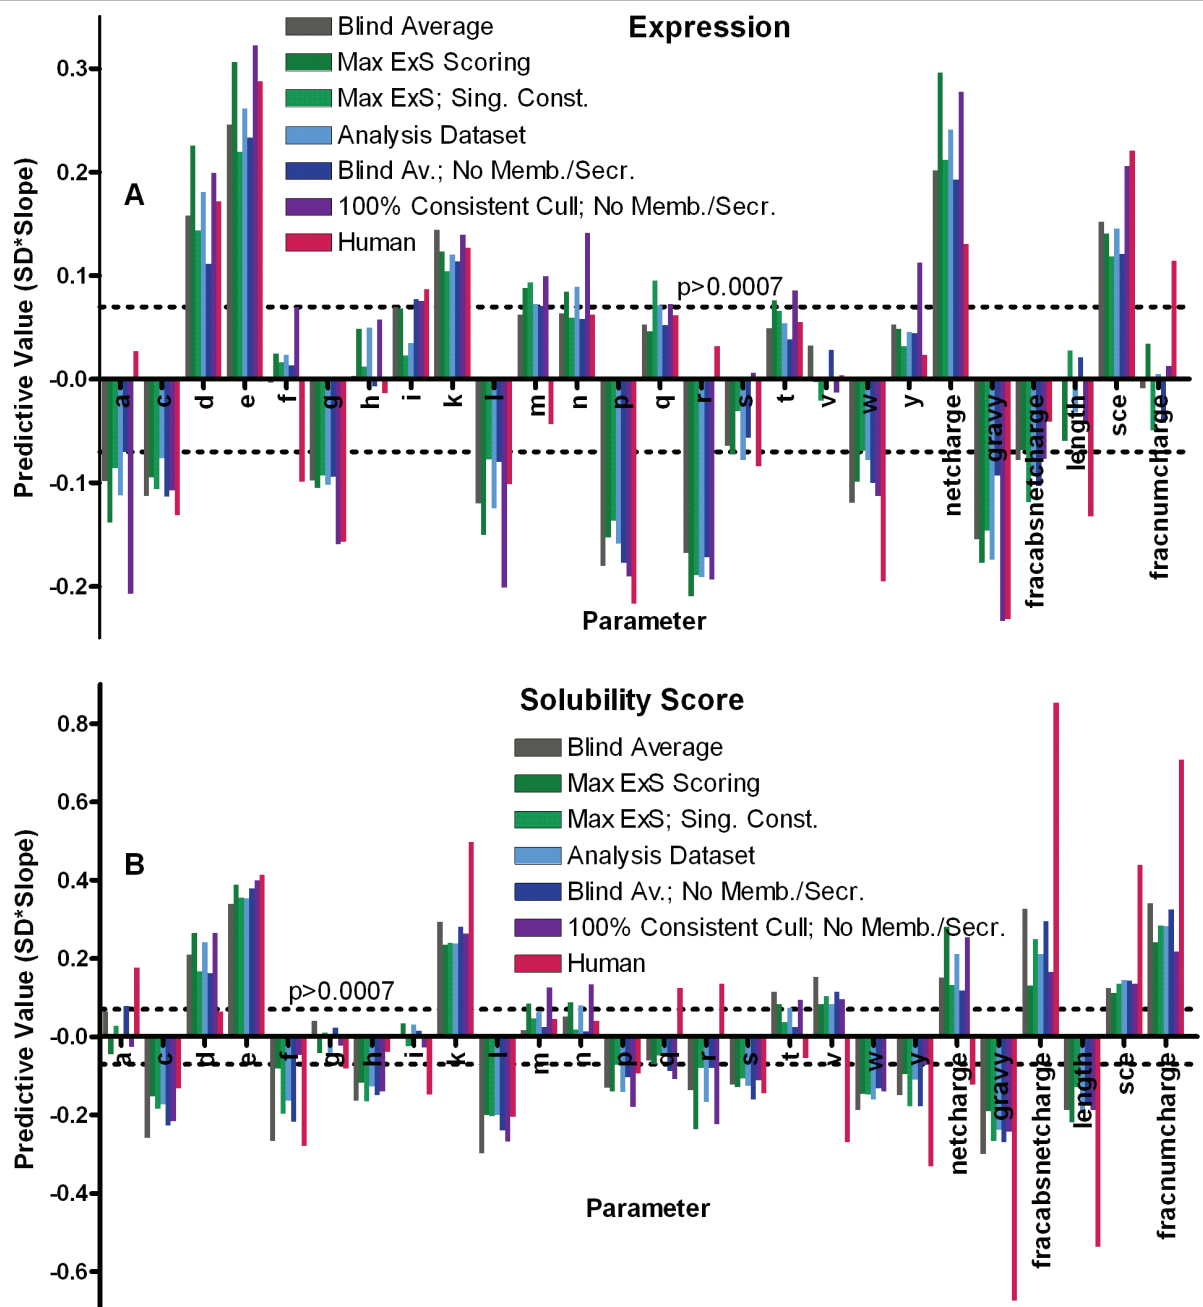 Expression
Blind Average
Max ExS Scoring
Max ExS; Sing. Const.
Analysis Dataset
Blind Av.; No Memb./Secr.
100% Consistent Cull; No Memb./Secr.
Human
A
Predictive Value (SD*Slope)
0.3
0.2
0.1
-0.0
-0.1
-0.2
p>0.0007
a c d e f g h i k l m n p q r s t v w y netcharge gravy fracabsnetcharge length sce fracnumcharge
Parameter
Solubility Score
Blind Average
Max ExS Scoring
Max ExS; Sing. Const.
Analysis Dataset
Blind Av.; No Memb./Secr.
100% Consistent Cull; No Memb./Secr.
Human
B
Predictive Value (SD*Slope)
0.8
0.6
0.4
0.2
-0.0
-0.2
-0.4
-0.6
p>0.0007
a c d e f g h i k l m n p q r s t v w y netcharge gravy fracabsnetcharge length sce fracnumcharge
Parameter